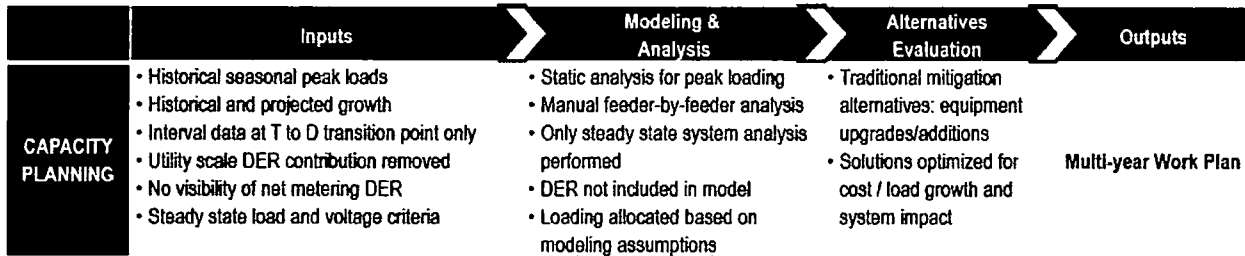 Inputs
Modeling &
Analysis
Alternatives
Evaluation
Outputs
CAPACITY
PLANNING
• Historical seasonal peak loads
• Historical and projected growth
• Interval data at T to D transition point only
• Utility scale DER contribution removed
• No visibility of net metering DER
• Steady state load and voltage criteria
• Static analysis for peak loading
• Manual feeder-by-feeder analysis
• Only steady state system analysis
performed
• DER not included in model
• Loading allocated based on
modeling assumptions
• Traditional mitigation
alternatives: equipment
upgrades/additions
• Solutions optimized for
cost / load growth and
system impact
Multi-year Work Plan